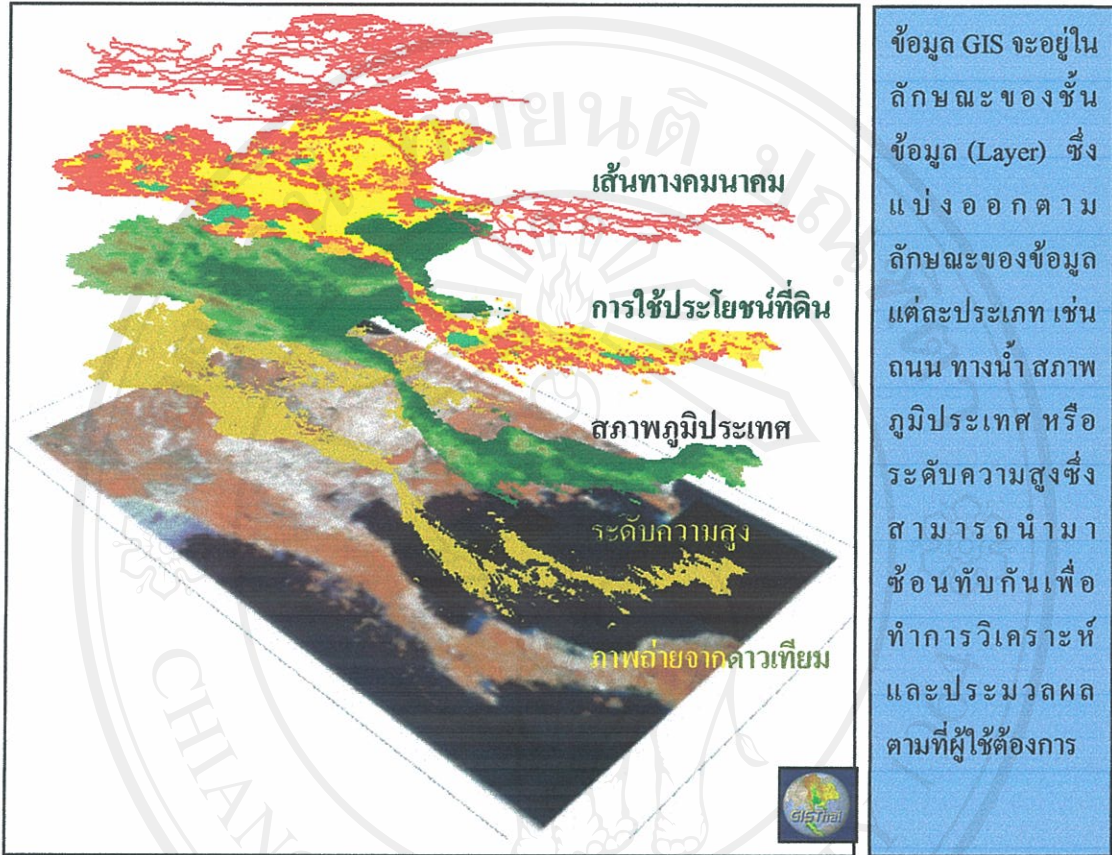 เส้นทางคมนาคม
การใช้ประโยชน์ที่ดิน
สภาพภูมิประเทศ
ระดับความสูง
ภาพถ่ายจากดาวเทียม
GISThai
ข้อมูล GIS จะอยู่ใน
ลักษณะของชั้น
ข้อมูล (Layer) ซึ่ง
แบ่งออกตาม
ลักษณะของข้อมูล
แต่ละประเภท เช่น
ถนน ทางน้ำ สภาพ
ภูมิประเทศ หรือ
ระดับความสูงซึ่ง
สามารถนำมา
ซ้อนทับกันเพื่อ
ทำการวิเคราะห์
และประมวลผล
ตามที่ผู้ใช้ต้องการ